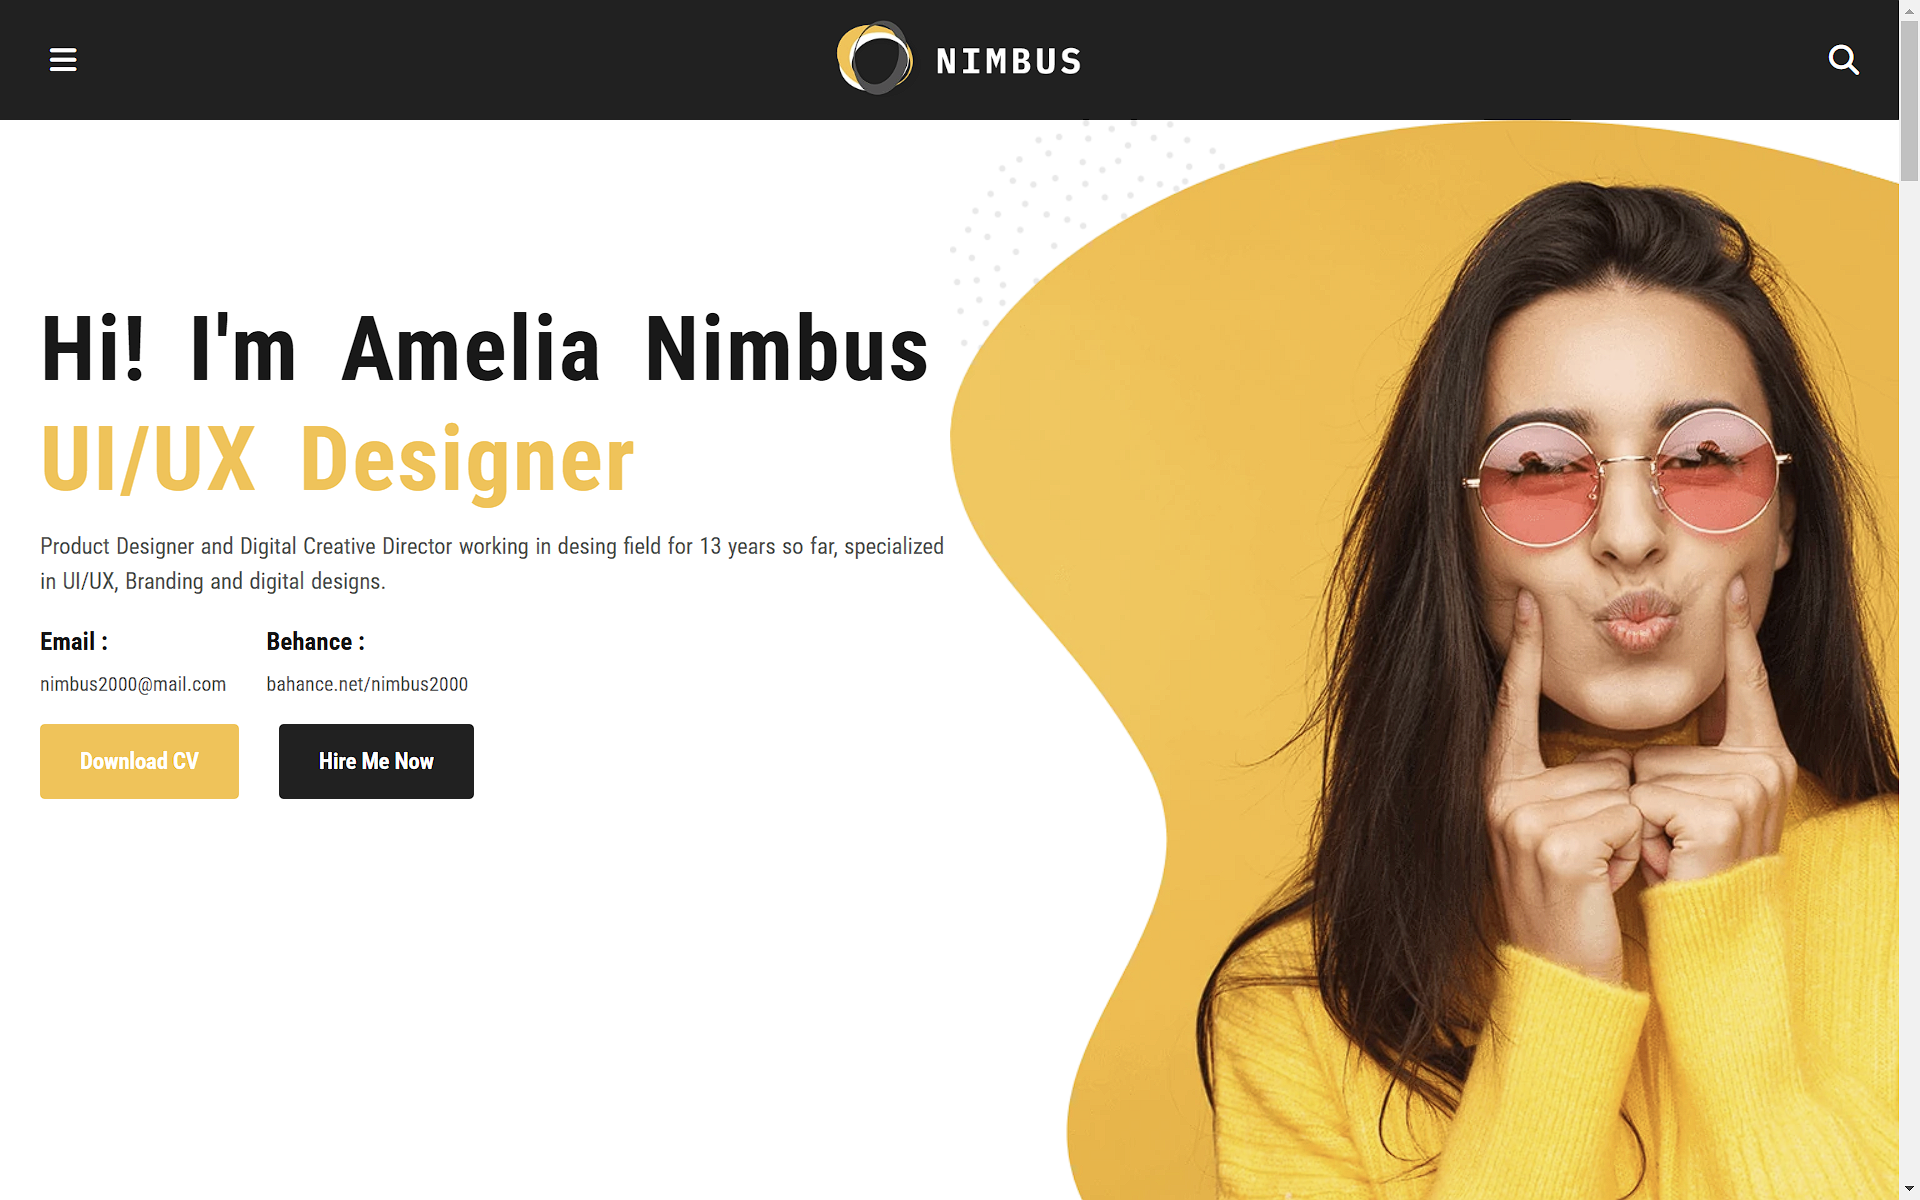 NIMBUS
Hi! I'm Amelia Nimbus
UI/UX Designer
Product Designer and Digital Creative Director working in desing field for 13 years so far, specialized
in UI/UX, Branding and digital designs.
Email :
nimbus2000@mail.com
Behance :
bahance.net/nimbus2000
Download CV
Hire Me Now